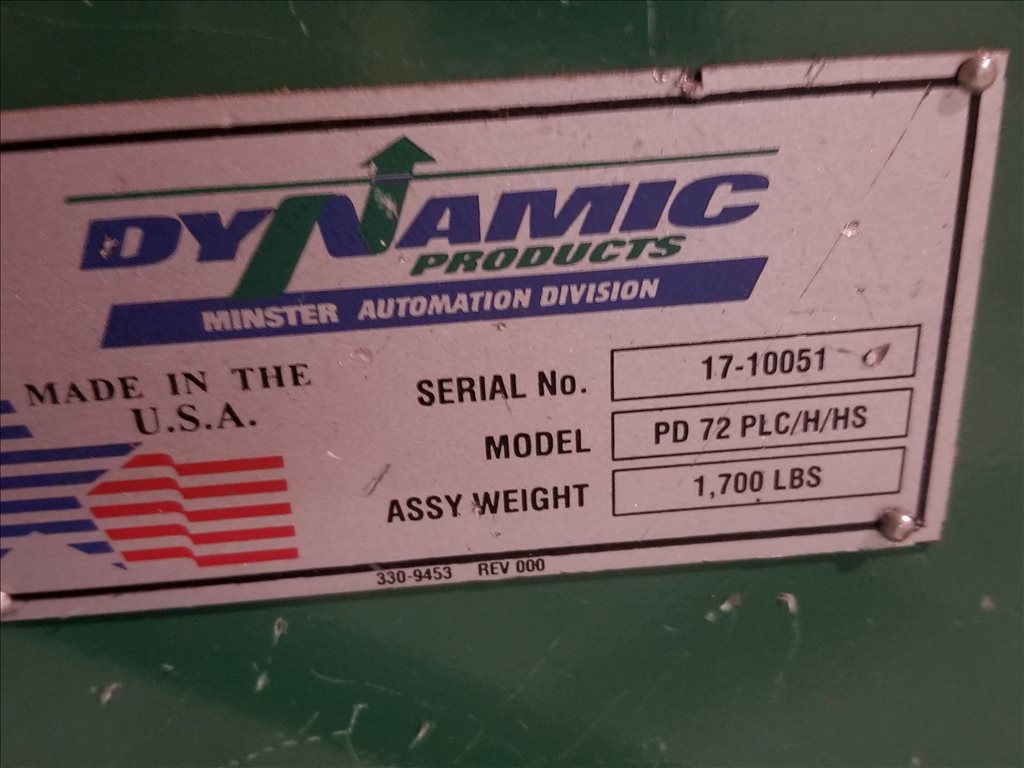 DYNAMIC
PRODUCTS
MINSTER AUTOMATION DIVISION
MADE IN THE
U.S.A.
SERIAL No. 17-10051
MODEL PD 72 PLC/H/HS
ASSY WEIGHT 1,700 LBS
330-9453 REV 000